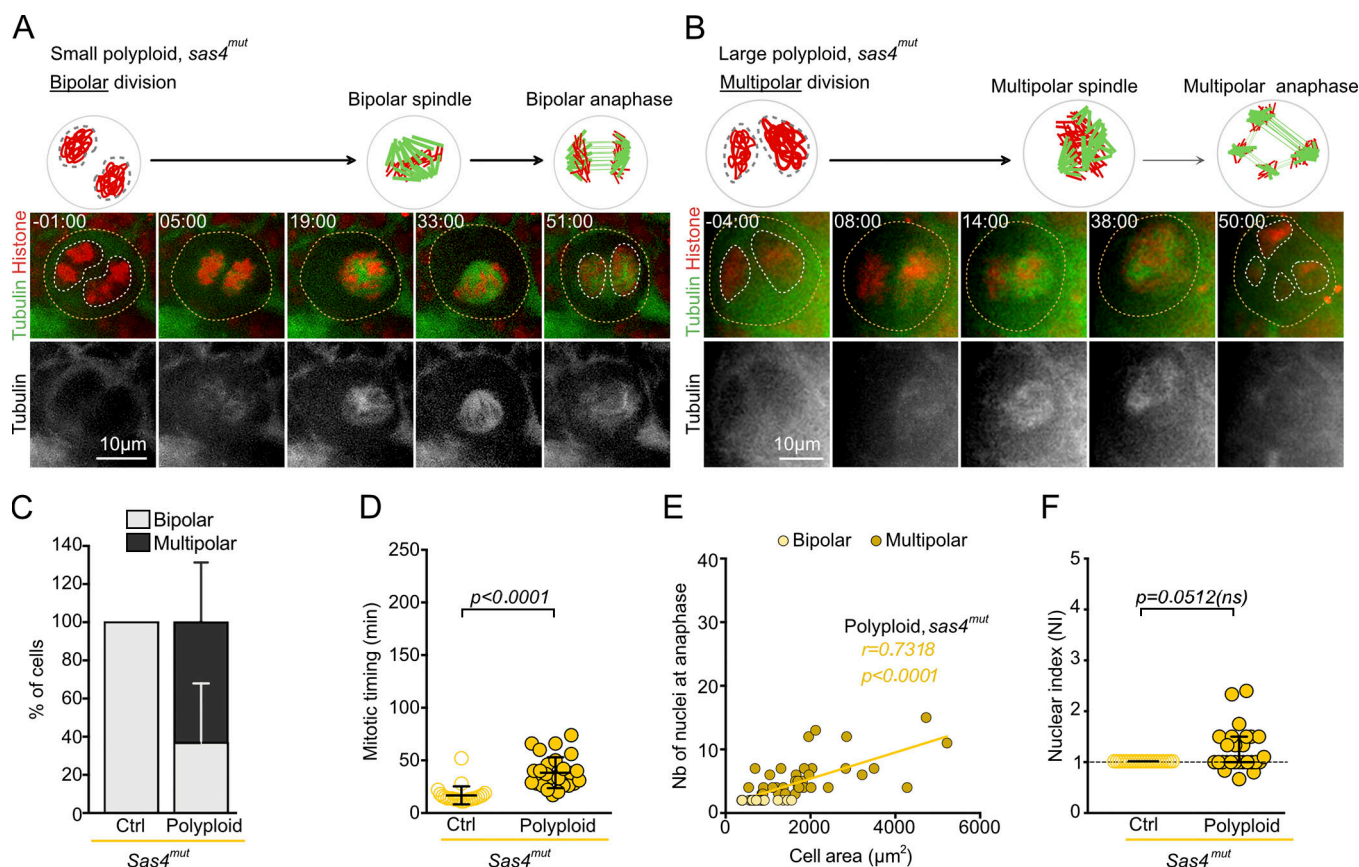 A
Small polyploid, sas4mut
Bipolar division
Bipolar spindle
Bipolar anaphase
Tubulin Histone
-01:00
05:00
19:00
33:00
51:00
Tubulin
10µm
B
Large polyploid, sas4mut
Multipolar division
Multipolar spindle
Multipolar anaphase
Tubulin Histone
-04:00
08:00
14:00
38:00
50:00
Tubulin
10µm
C
Bipolar
Multipolar
% of cells
140
120
100
80
60
40
20
0
Ctrl
Polyploid
Sas4mut
D
Mitotic timing (min)
250
200
150
100
50
0
p<0.0001
Ctrl
Polyploid
Sas4mut
E
Bipolar
Multipolar
Nb of nuclei at anaphase
40
30
20
10
0
Polyploid, sas4mut
r=0.7318
p<0.0001
0
2000
4000
6000
Cell area (µm2)
F
Nuclear index (NI)
5
4
3
2
1
0
p=0.0512(ns)
Ctrl
Polyploid
Sas4mut